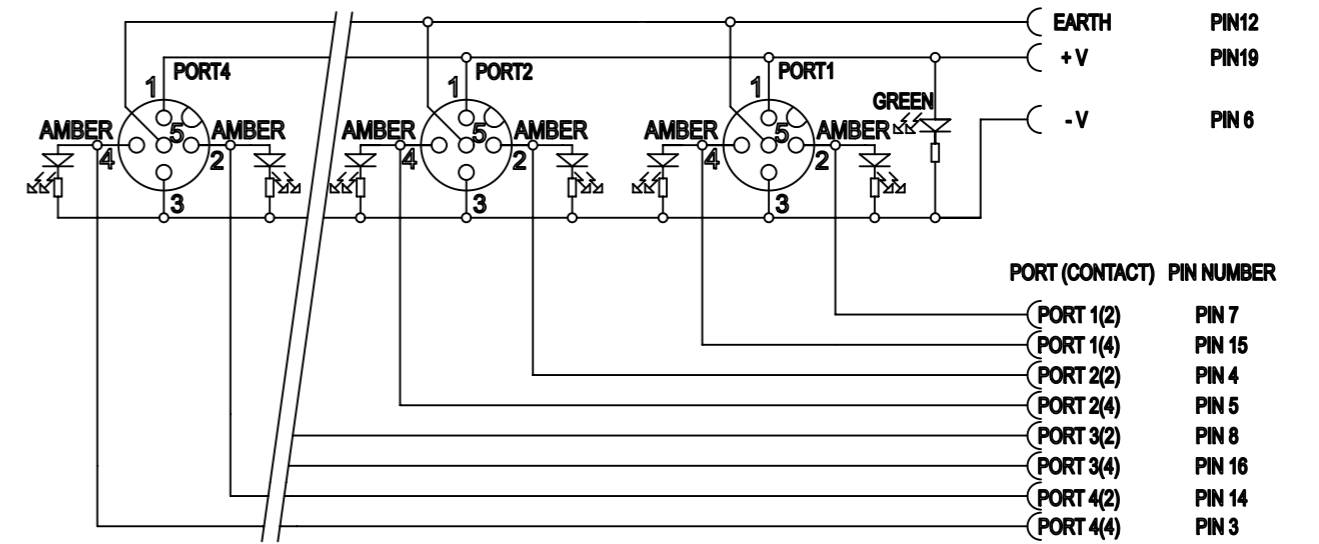 EARTH PIN12
+V PIN19
PORT4 PORT2 PORT1
1 1 1
GREEN
-V PIN 6
AMBER 5 AMBER AMBER 5 AMBER AMBER 5 AMBER
4 2 4 2 4 2
3 3 3
PORT (CONTACT) PIN NUMBER
PORT 1(2) PIN 7
PORT 1(4) PIN 15
PORT 2(2) PIN 4
PORT 2(4) PIN 5
PORT 3(2) PIN 8
PORT 3(4) PIN 16
PORT 4(2) PIN 14
PORT 4(4) PIN 3